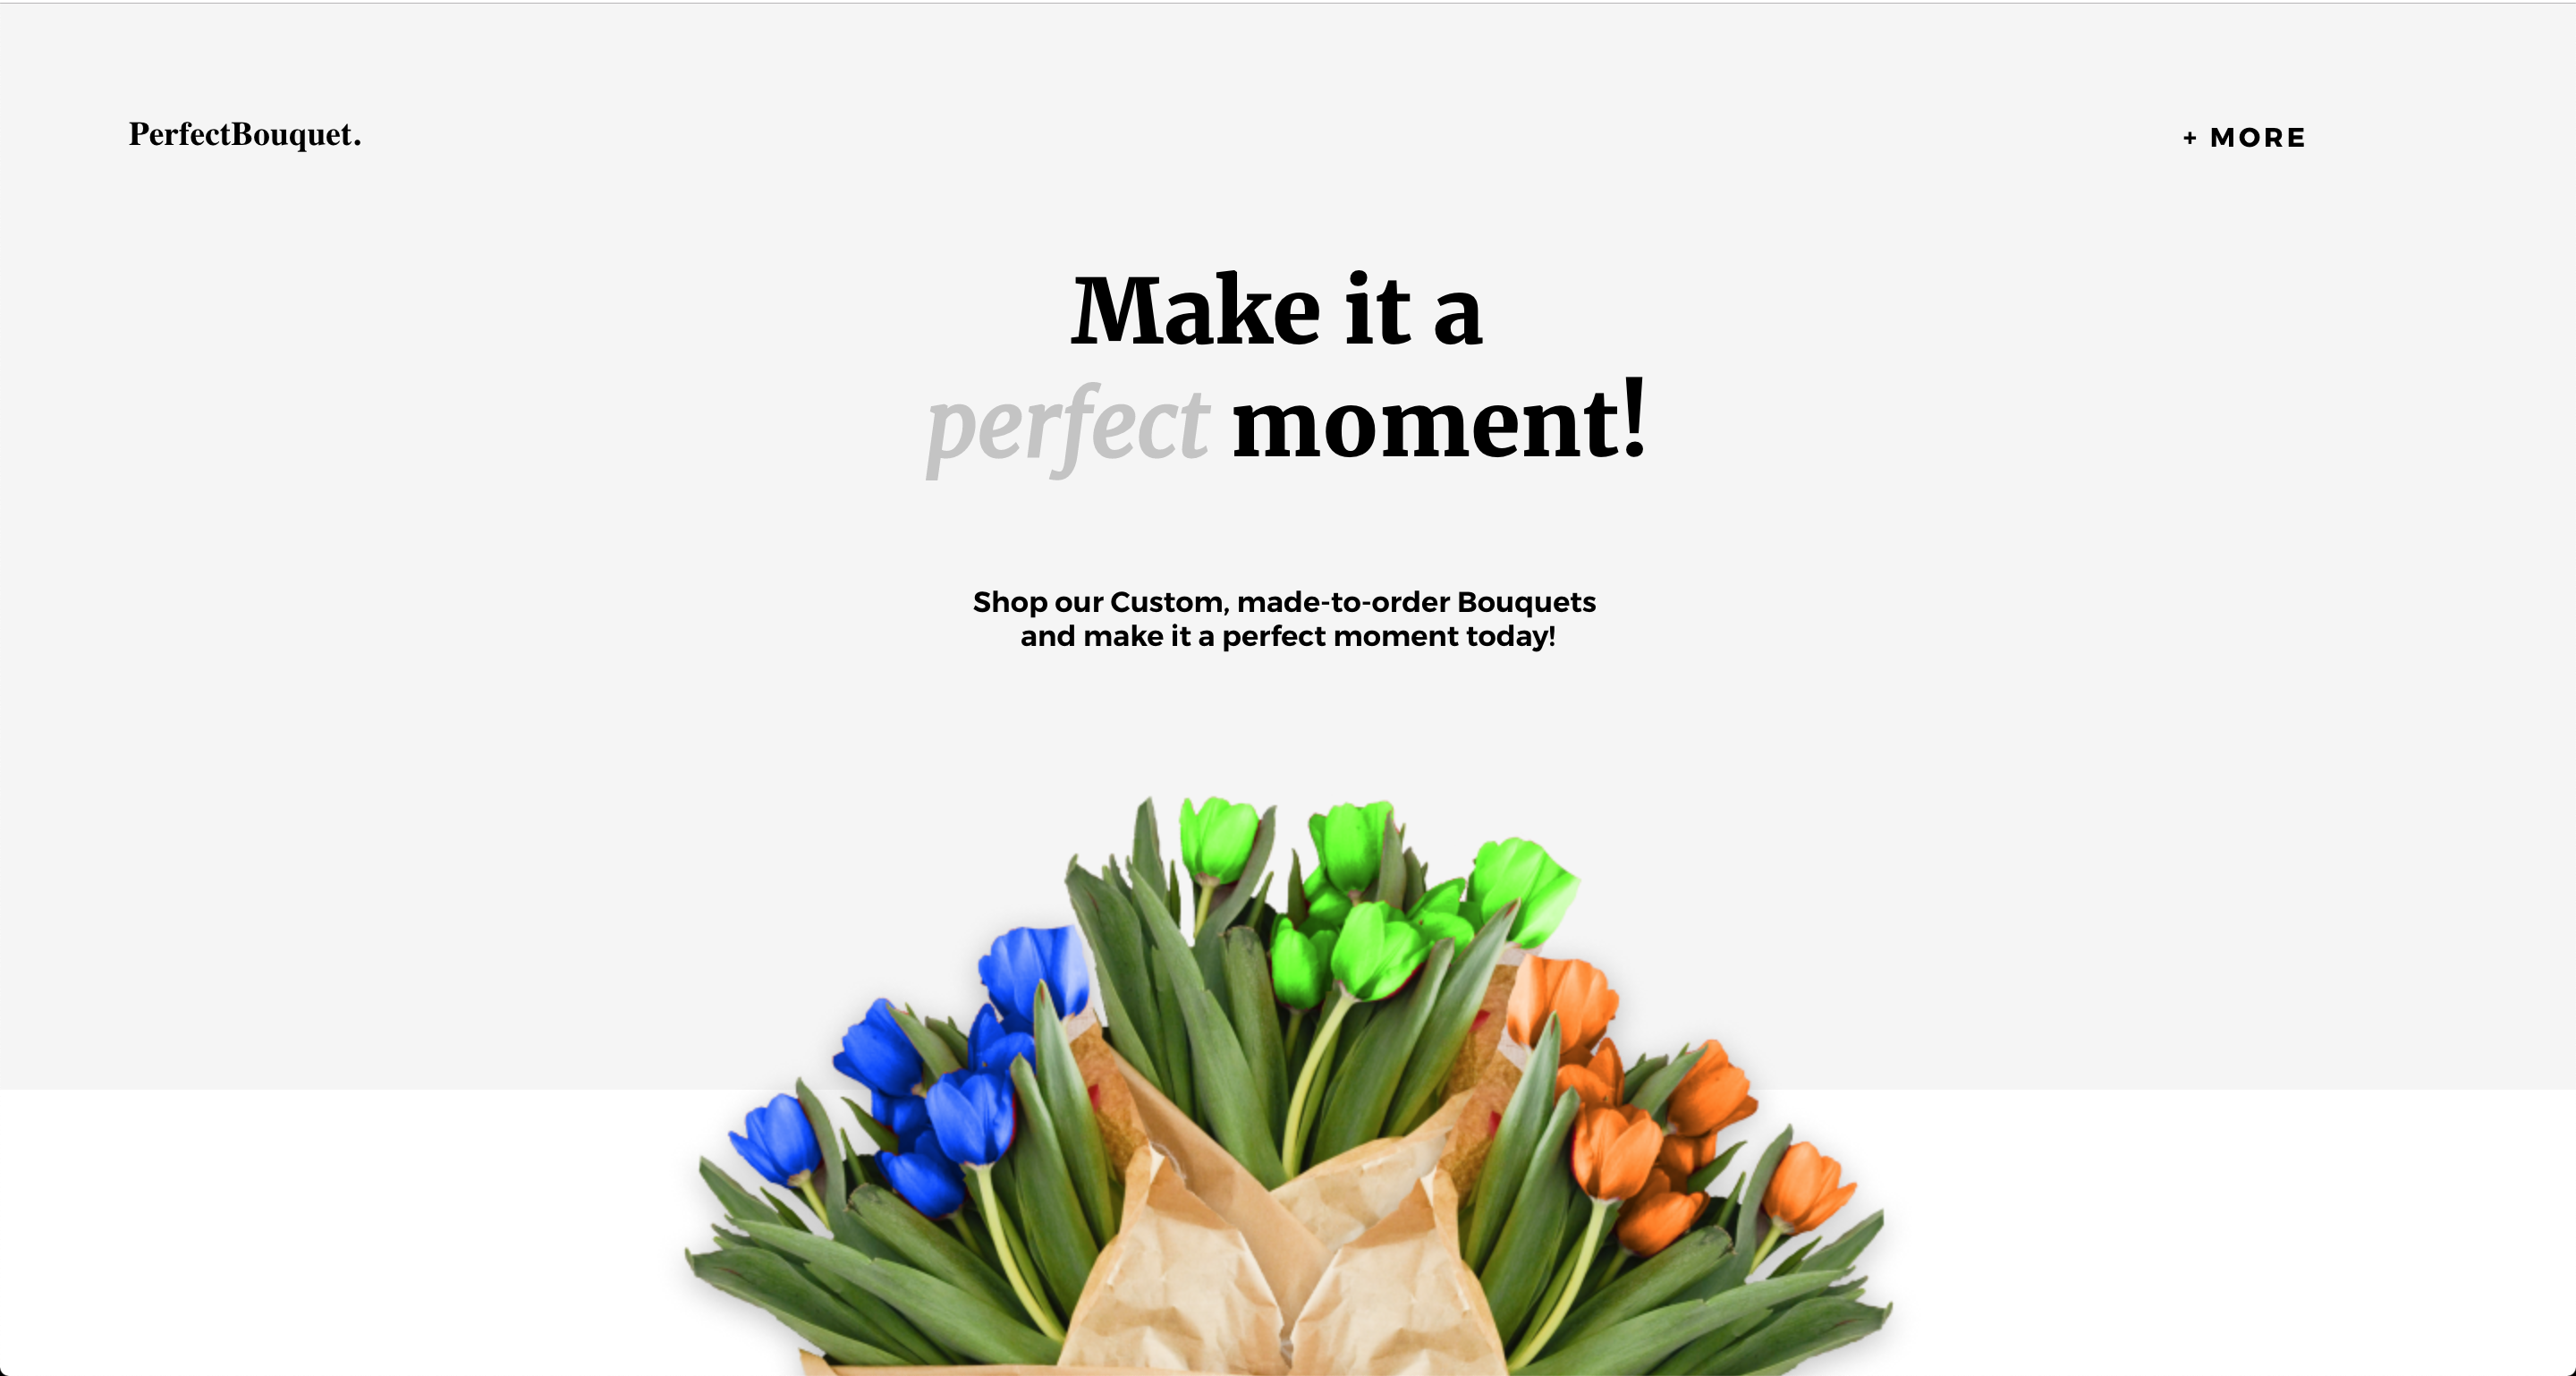 PerfectBouquet.
+ MORE
Make it a
perfect moment!
Shop our Custom, made-to-order Bouquets
and make it a perfect moment today!